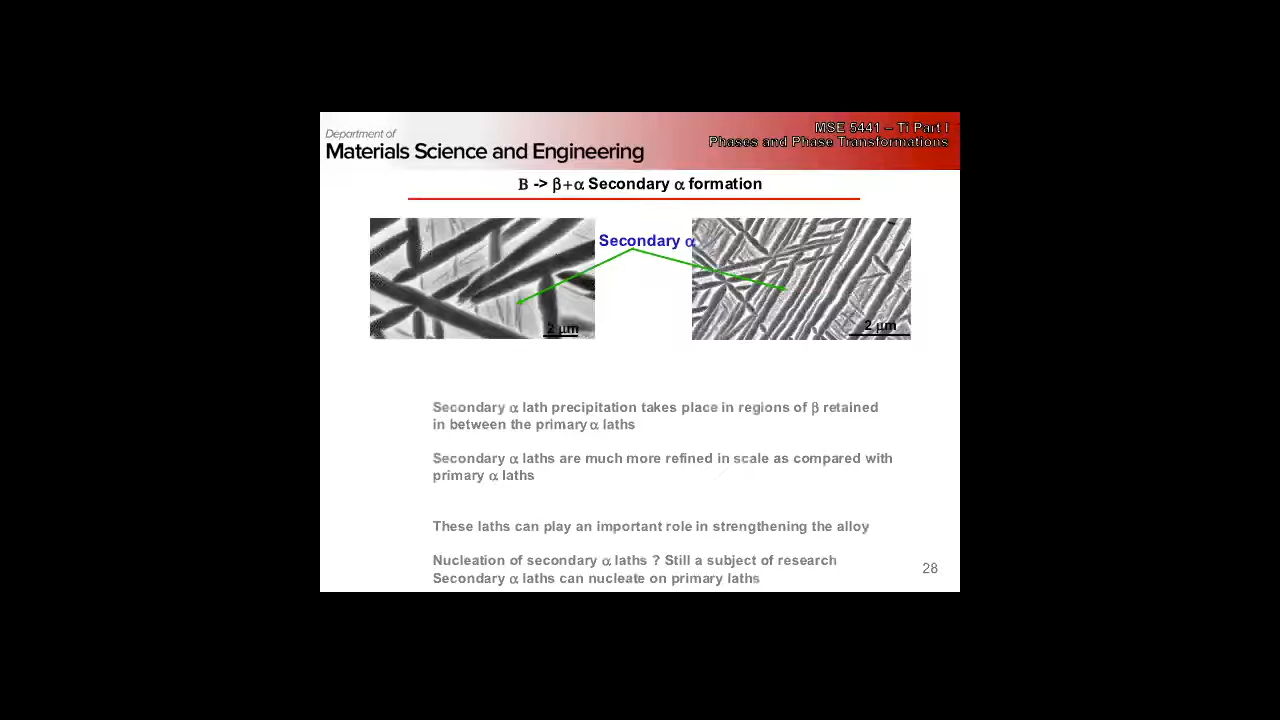 Department of
Materials Science and Engineering
MSE 5441 – Ti Part I
Phases and Phase Transformations
B -> β+α Secondary α formation
Secondary α
2 μm
2 μm
Secondary α lath precipitation takes place in regions of β retained
in between the primary α laths
Secondary α laths are much more refined in scale as compared with
primary α laths
These laths can play an important role in strengthening the alloy
Nucleation of secondary α laths ? Still a subject of research
Secondary α laths can nucleate on primary laths
28